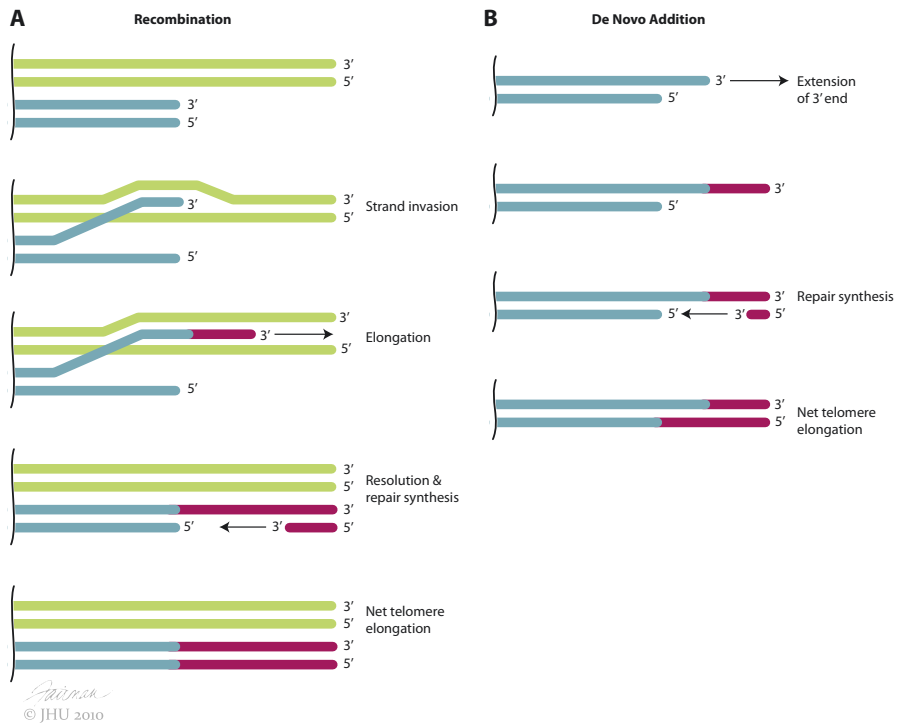 A
Recombination
3′
5′
3′
5′
3′
3′
5′
Strand invasion
5′
3′
3′
5′
Elongation
5′
3′
5′
Resolution &
repair synthesis
3′
5′
3′
5′
3′
5′
Net telomere
elongation
3′
5′
© JHU 2010
B
De Novo Addition
3′
Extension
of 3′ end
5′
3′
5′
3′
Repair synthesis
5′
3′
5′
3′
Net telomere
elongation
5′